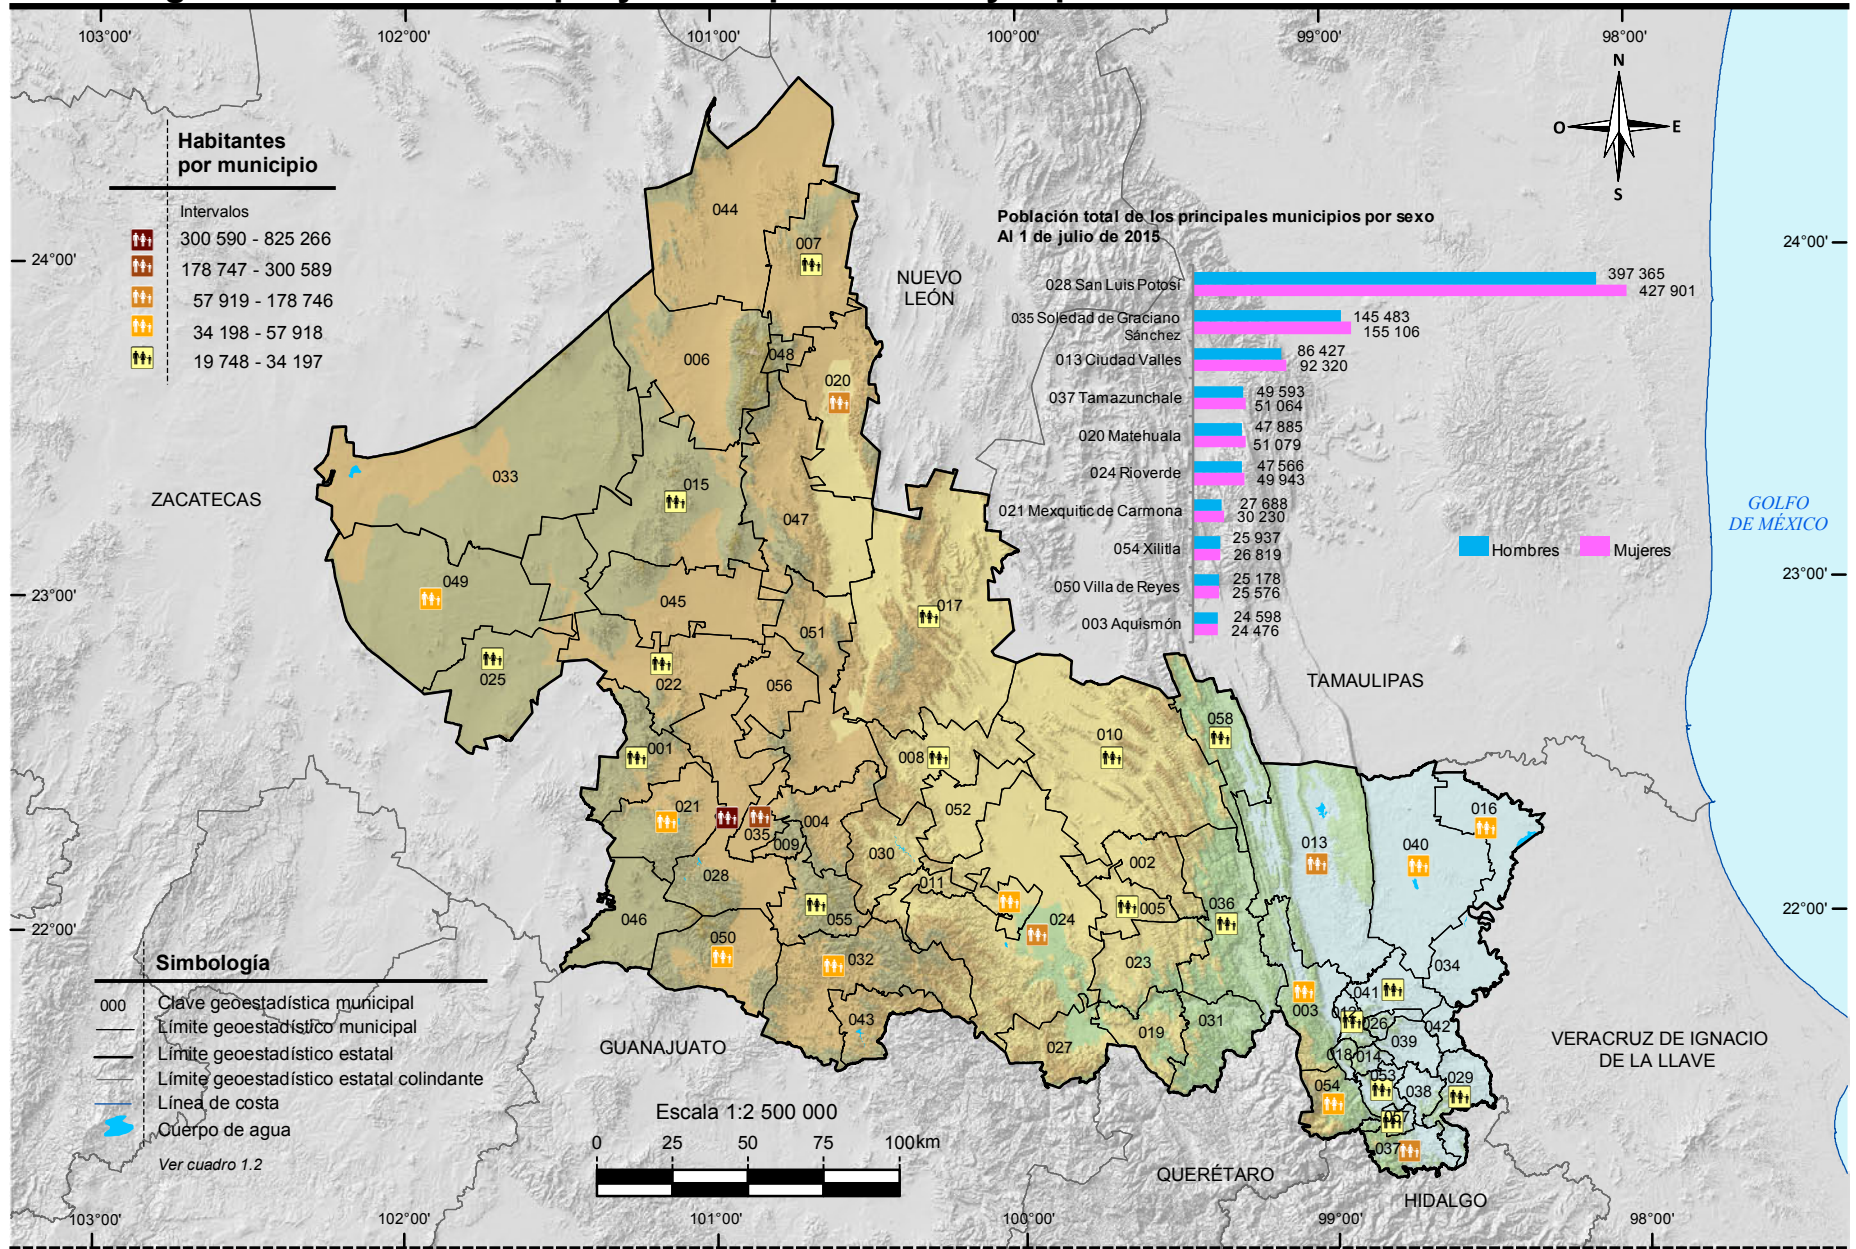 103°00'
102°00'
101°00'
100°00'
99°00'
98°00'
N
O
E
S
Habitantes
por municipio
Intervalos
300 590 - 825 266
178 747 - 300 589
57 919 - 178 746
34 198 - 57 918
19 748 - 34 197
24°00'
24°00'
23°00'
23°00'
22°00'
22°00'
Población total de los principales municipios por sexo
Al 1 de julio de 2015
028 San Luis Potosí
397 365
427 901
035 Soledad de Graciano
Sánchez
145 483
155 106
013 Ciudad Valles
86 427
92 320
037 Tamazunchale
49 593
51 064
020 Matehuala
47 885
51 079
024 Rioverde
47 566
49 943
021 Mexquitic de Carmona
27 688
30 230
054 Xilitla
25 937
26 819
050 Villa de Reyes
25 178
25 576
003 Aquismón
24 598
24 476
Hombres
Mujeres
NUEVO
LEÓN
ZACATECAS
GOLFO
DE MÉXICO
TAMAULIPAS
GUANAJUATO
QUERÉTARO
HIDALGO
VERACRUZ DE IGNACIO
DE LA LLAVE
044
007
006
048
020
033
015
047
049
045
017
051
025
022
056
058
001
008
010
021
052
016
035
004
009
030
002
013
040
028
011
005
036
046
055
024
050
032
023
034
041
003
012
026
042
043
019
031
039
027
018
014
053
029
054
038
057
037
Simbología
000
Clave geoestadística municipal
Límite geoestadístico municipal
Límite geoestadístico estatal
Límite geoestadístico estatal colindante
Línea de costa
Cuerpo de agua
Ver cuadro 1.2
Escala 1:2 500 000
0
25
50
75
100km
103°00'
102°00'
101°00'
100°00'
99°00'
98°00'